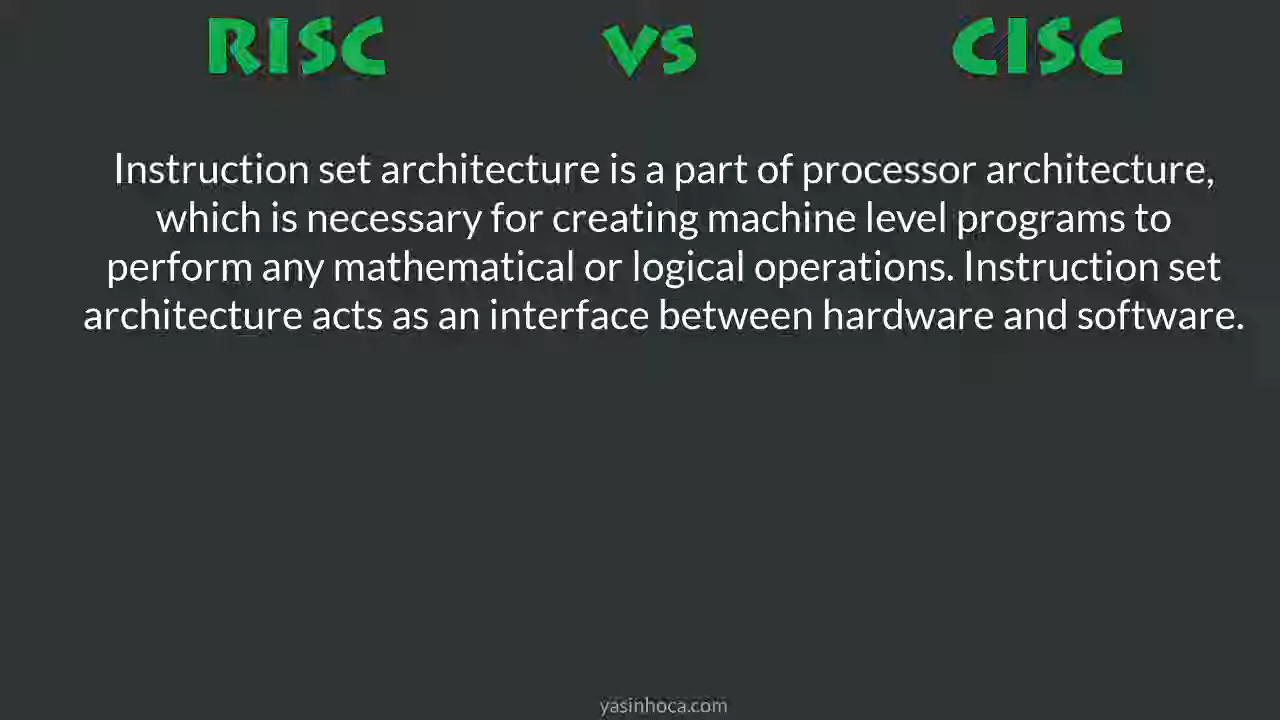 RISC vs CISC
Instruction set architecture is a part of processor architecture,
which is necessary for creating machine level programs to
perform any mathematical or logical operations. Instruction set
architecture acts as an interface between hardware and software.
yasinhoca.com